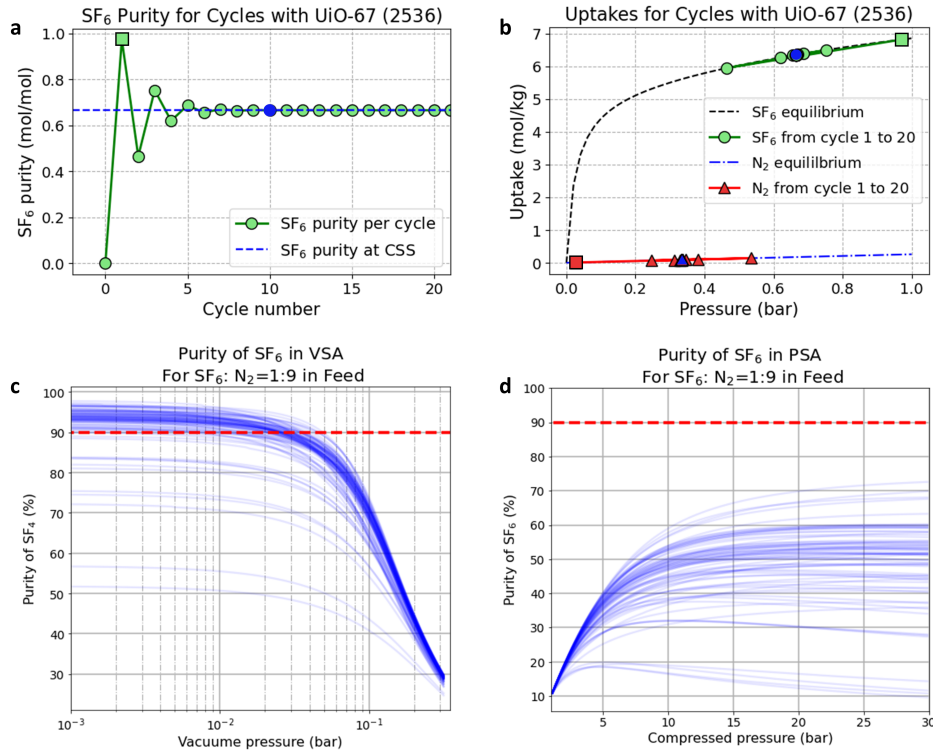 a
SF6 Purity for Cycles with UiO-67 (2536)
1.0
0.8
0.6
0.4
0.2
0.0
SF6 purity (mol/mol)
SF6 purity per cycle
SF6 purity at CSS
0 5 10 15 20
Cycle number
b
Uptakes for Cycles with UiO-67 (2536)
7
6
5
4
3
2
1
0
Uptake (mol/kg)
SF6 equilibrium
SF6 from cycle 1 to 20
N2 equililbrium
N2 from cycle 1 to 20
0.0 0.2 0.4 0.6 0.8 1.0
Pressure (bar)
c
Purity of SF6 in VSA
For SF6: N2=1:9 in Feed
100
90
80
70
60
50
40
30
Purity of SF4 (%)
10−3 10−2 10−1
Vacuume pressure (bar)
d
Purity of SF6 in PSA
For SF6: N2=1:9 in Feed
100
90
80
70
60
50
40
30
20
10
Purity of SF6 (%)
5 10 15 20 25 30
Compressed pressure (bar)